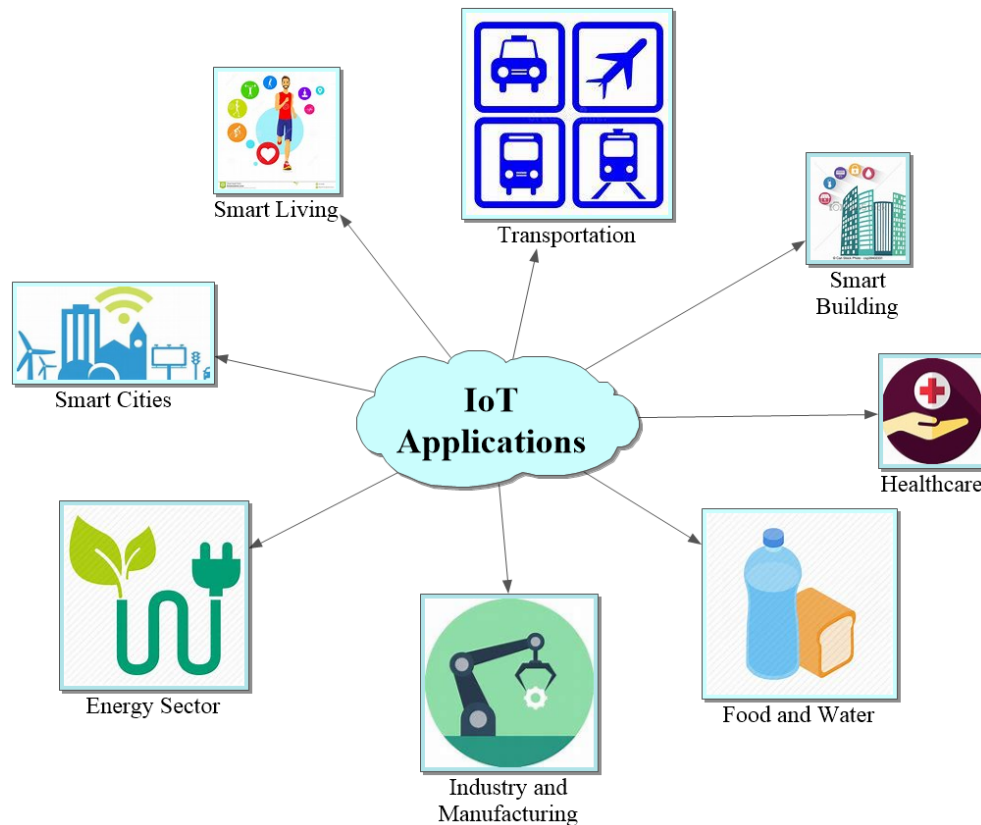 Smart Living
Transportation
Smart
Building
Smart Cities
IoT
Applications
Healthcare
Energy Sector
Food and Water
Industry and
Manufacturing